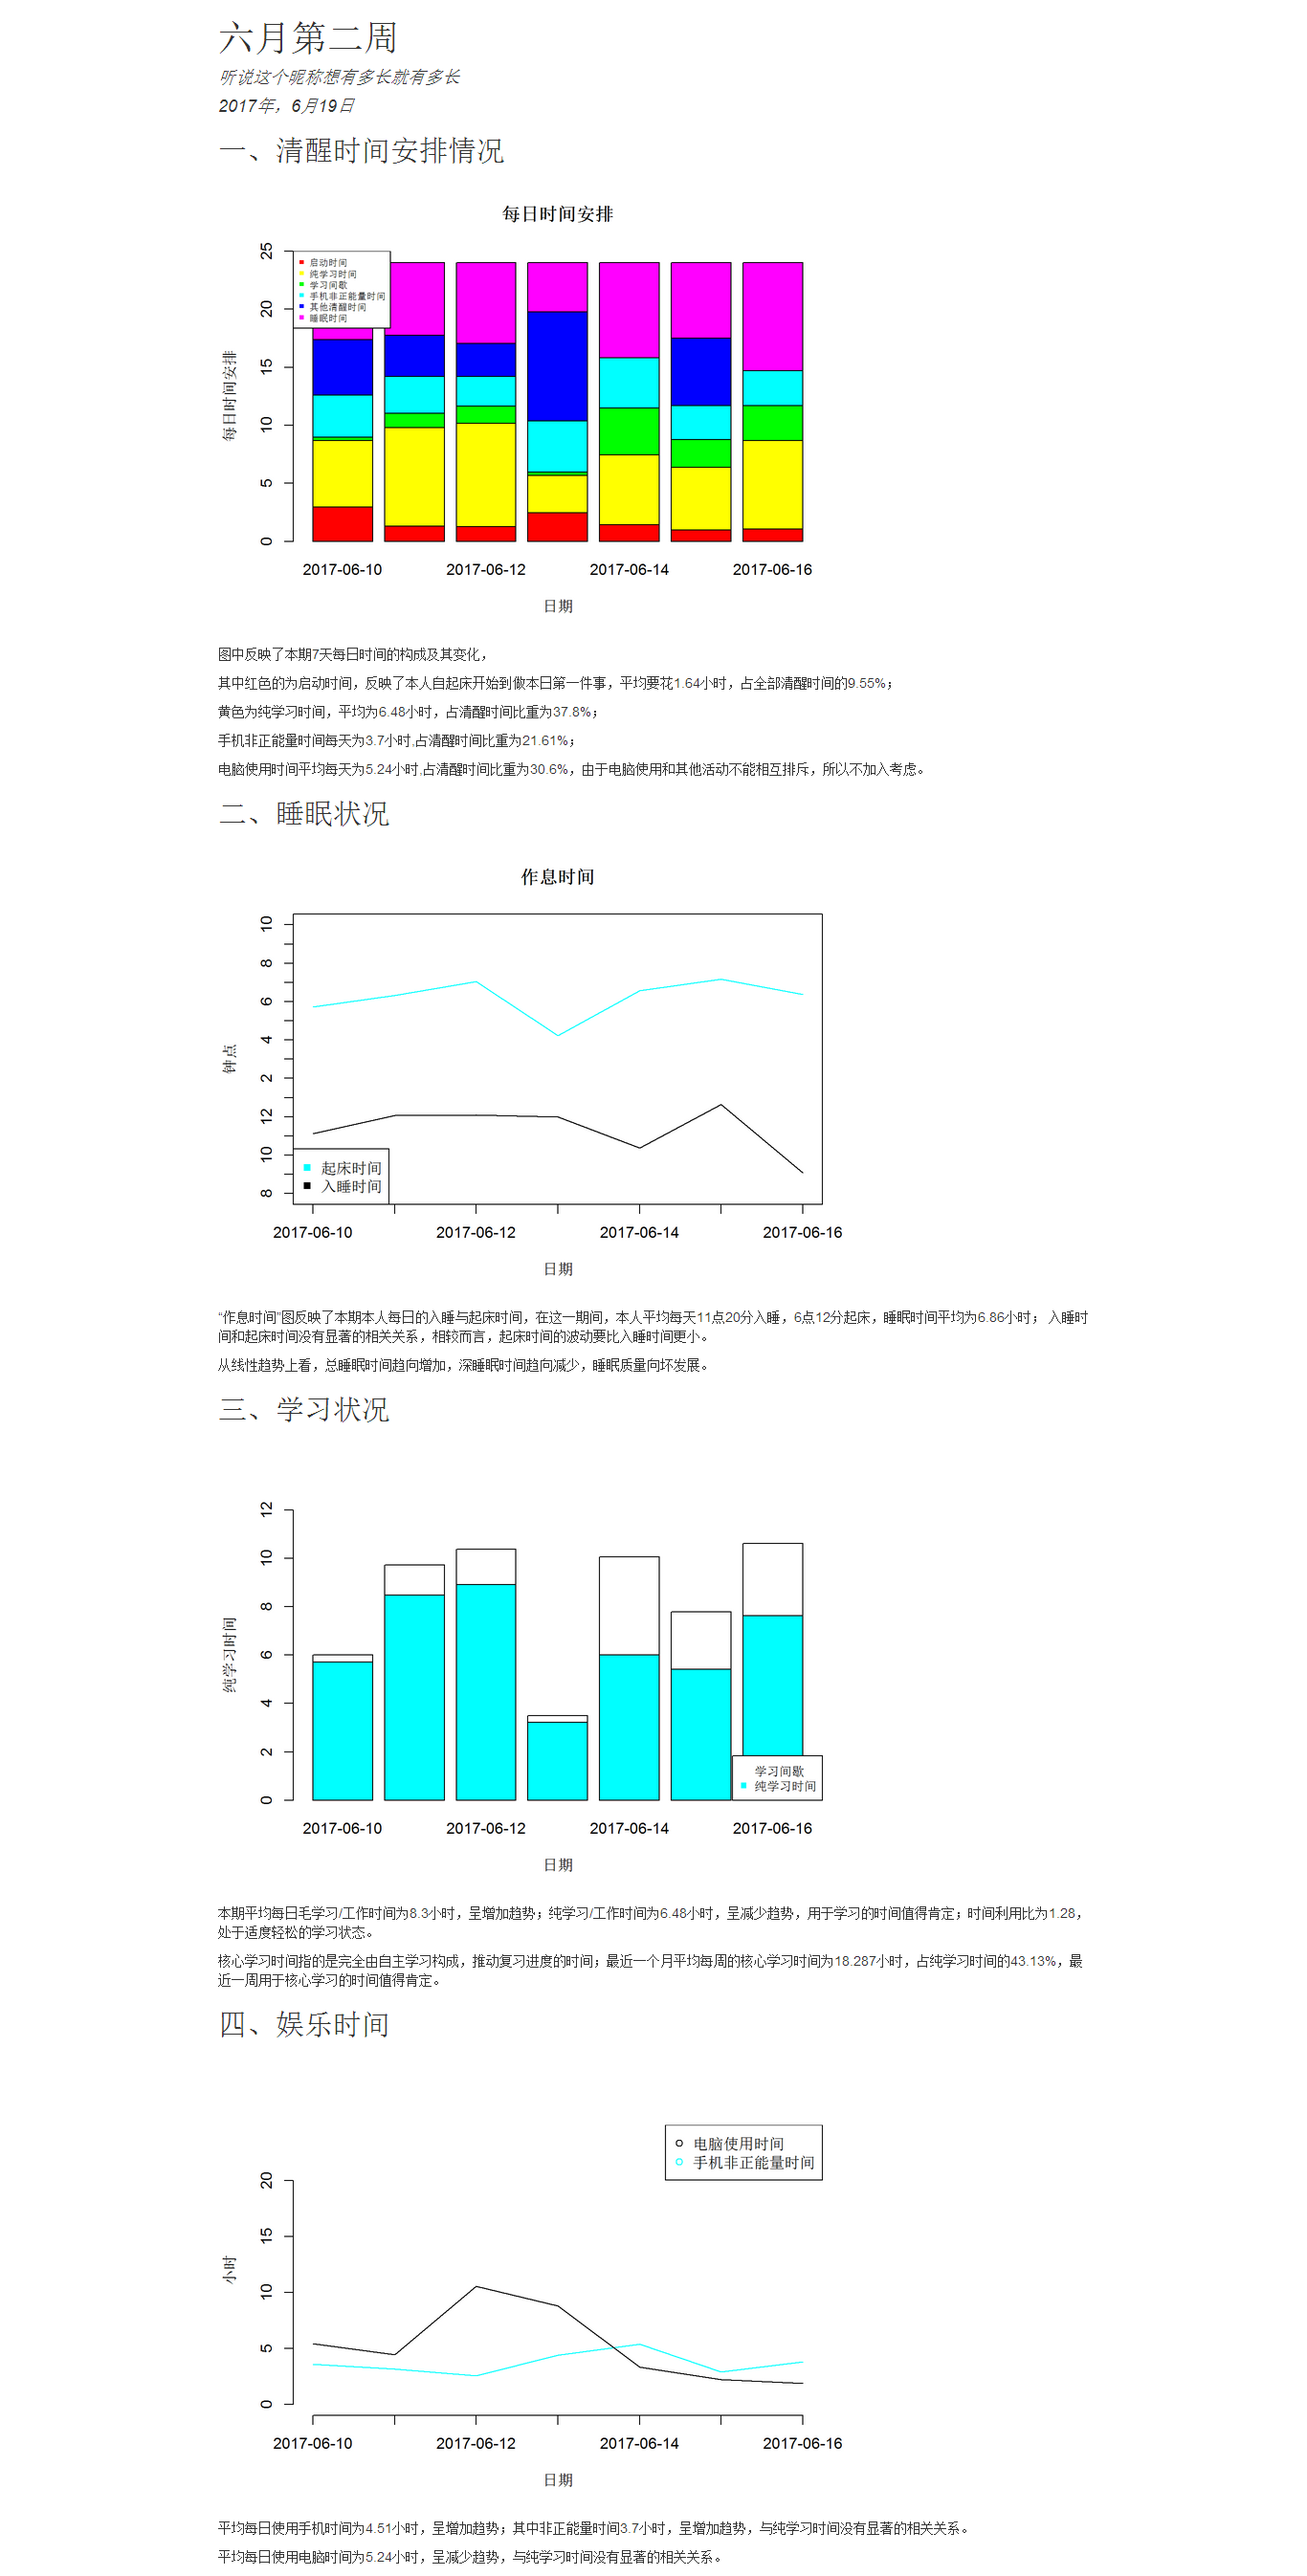 六月第二周
听说这个昵称想有多长就有多长
2017年，6月19日
一、清醒时间安排情况
每日时间安排
启动时间
纯学习时间
学习间歇
手机非正能量时间
其他清醒时间
睡眠时间
每日时间安排
25
20
15
10
5
0
2017-06-10
2017-06-12
2017-06-14
2017-06-16
日期
图中反映了本期7天每日时间的构成及其变化，
其中红色的为启动时间，反映了本人自起床开始到做本日第一件事，平均要花1.64小时，占全部清醒时间的9.55%；
黄色为纯学习时间，平均为6.48小时，占清醒时间比重为37.8%；
手机非正能量时间每天为3.7小时,占清醒时间比重为21.61%；
电脑使用时间平均每天为5.24小时,占清醒时间比重为30.6%，由于电脑使用和其他活动不能相互排斥，所以不加入考虑。
二、睡眠状况
作息时间
钟点
10
8
6
4
2
12
10
8
起床时间
入睡时间
2017-06-10
2017-06-12
2017-06-14
2017-06-16
日期
“作息时间”图反映了本期本人每日的入睡与起床时间，在这一期间，本人平均每天11点20分入睡，6点12分起床，睡眠时间平均为6.86小时； 入睡时
间和起床时间没有显著的相关关系，相较而言，起床时间的波动要比入睡时间更小。
从线性趋势上看，总睡眠时间趋向增加，深睡眠时间趋向减少，睡眠质量向坏发展。
三、学习状况
纯学习时间
12
10
8
6
4
2
0
学习间歇
纯学习时间
2017-06-10
2017-06-12
2017-06-14
2017-06-16
日期
本期平均每日毛学习/工作时间为8.3小时，呈增加趋势；纯学习/工作时间为6.48小时，呈减少趋势，用于学习的时间值得肯定；时间利用比为1.28，
处于适度轻松的学习状态。
核心学习时间指的是完全由自主学习构成，推动复习进度的时间；最近一个月平均每周的核心学习时间为18.287小时，占纯学习时间的43.13%，最
近一周用于核心学习的时间值得肯定。
四、娱乐时间
电脑使用时间
手机非正能量时间
小时
20
15
10
5
0
2017-06-10
2017-06-12
2017-06-14
2017-06-16
日期
平均每日使用手机时间为4.51小时，呈增加趋势；其中非正能量时间3.7小时，呈增加趋势，与纯学习时间没有显著的相关关系。
平均每日使用电脑时间为5.24小时，呈减少趋势，与纯学习时间没有显著的相关关系。